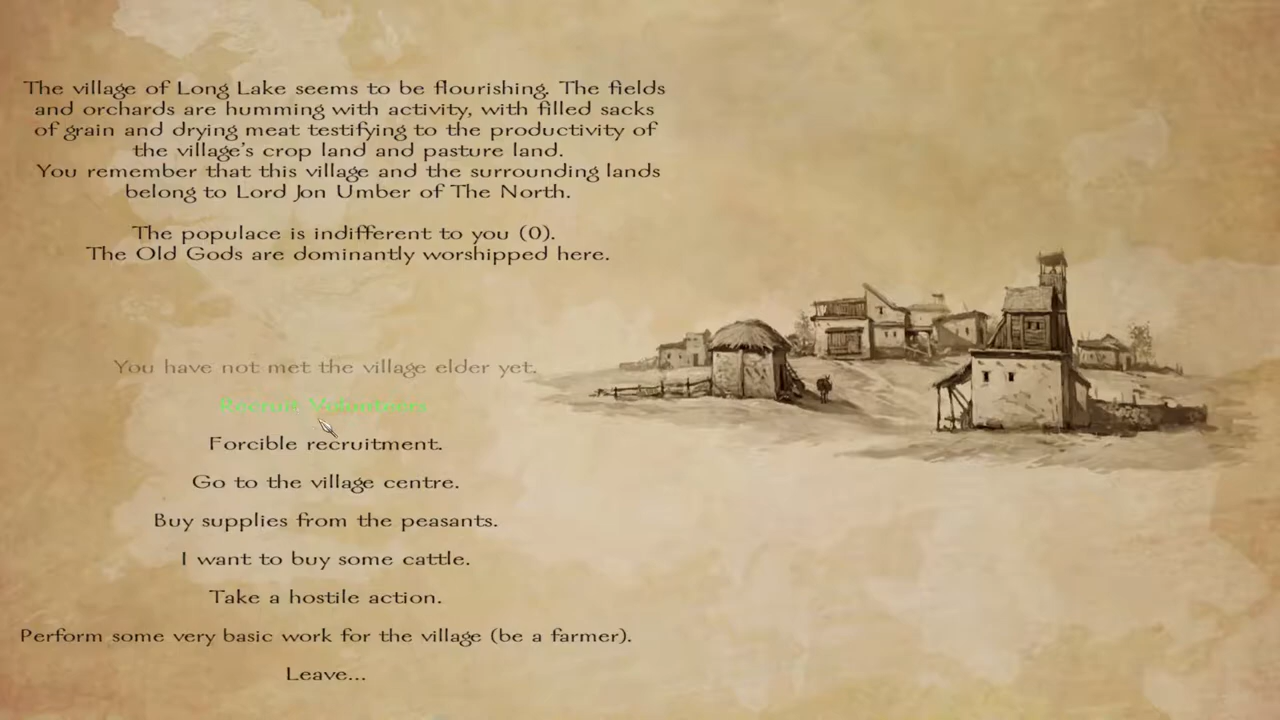 The village of Long Lake seems to be flourishing. The fields
and orchards are humming with activity, with filled sacks
of grain and drying meat testifying to the productivity of
the village's crop land and pasture land.
You remember that this village and the surrounding lands
belong to Lord Jon Umber of The North.
The populace is indifferent to you (0).
The Old Gods are dominantly worshipped here.
You have not met the village elder yet.
Recruit Volunteers
Forcible recruitment.
Go to the village centre.
Buy supplies from the peasants.
I want to buy some cattle.
Take a hostile action.
Perform some very basic work for the village (be a farmer).
Leave...